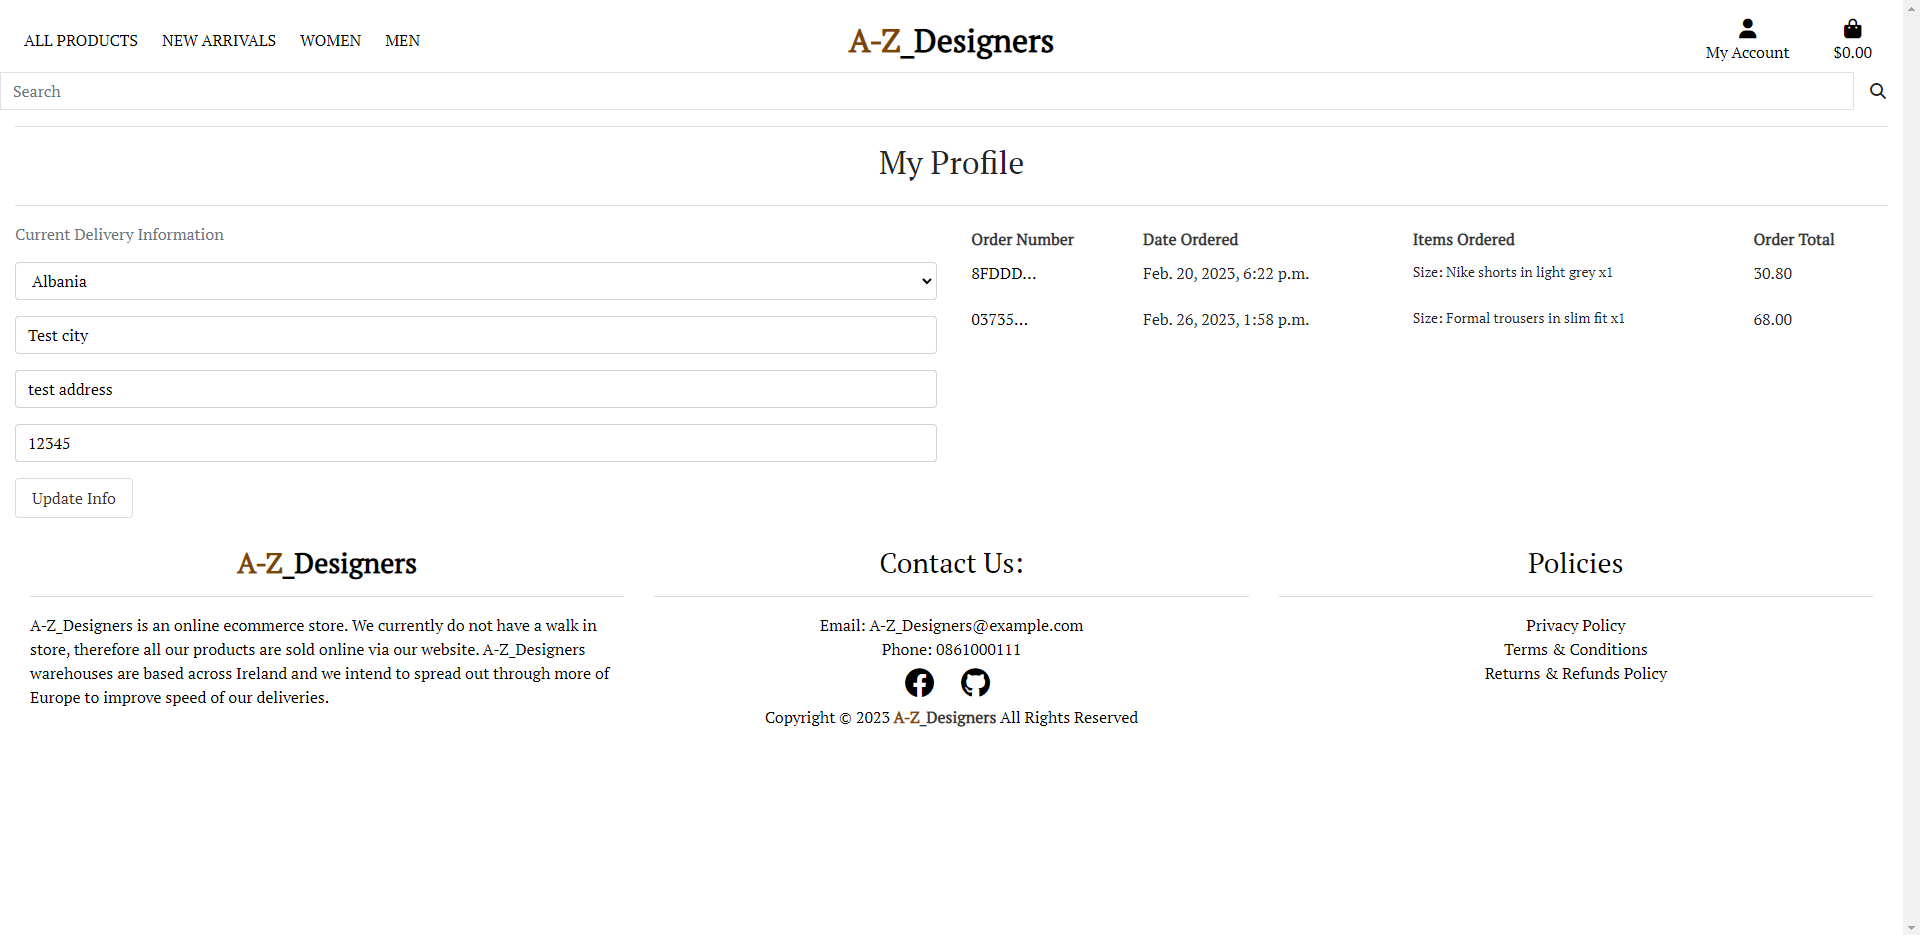 ALL PRODUCTS NEW ARRIVALS WOMEN MEN
A-Z_Designers
My Account
$0.00
Search
My Profile
Current Delivery Information
Albania
Test city
test address
12345
Update Info
Order Number Date Ordered Items Ordered Order Total
8FDDD... Feb. 20, 2023, 6:22 p.m. Size: Nike shorts in light grey x1 30.80
03735... Feb. 26, 2023, 1:58 p.m. Size: Formal trousers in slim fit x1 68.00
A-Z_Designers
A-Z_Designers is an online ecommerce store. We currently do not have a walk in
store, therefore all our products are sold online via our website. A-Z_Designers
warehouses are based across Ireland and we intend to spread out through more of
Europe to improve speed of our deliveries.
Contact Us:
Email: A-Z_Designers@example.com
Phone: 0861000111
Copyright © 2023 A-Z_Designers All Rights Reserved
Policies
Privacy Policy
Terms & Conditions
Returns & Refunds Policy